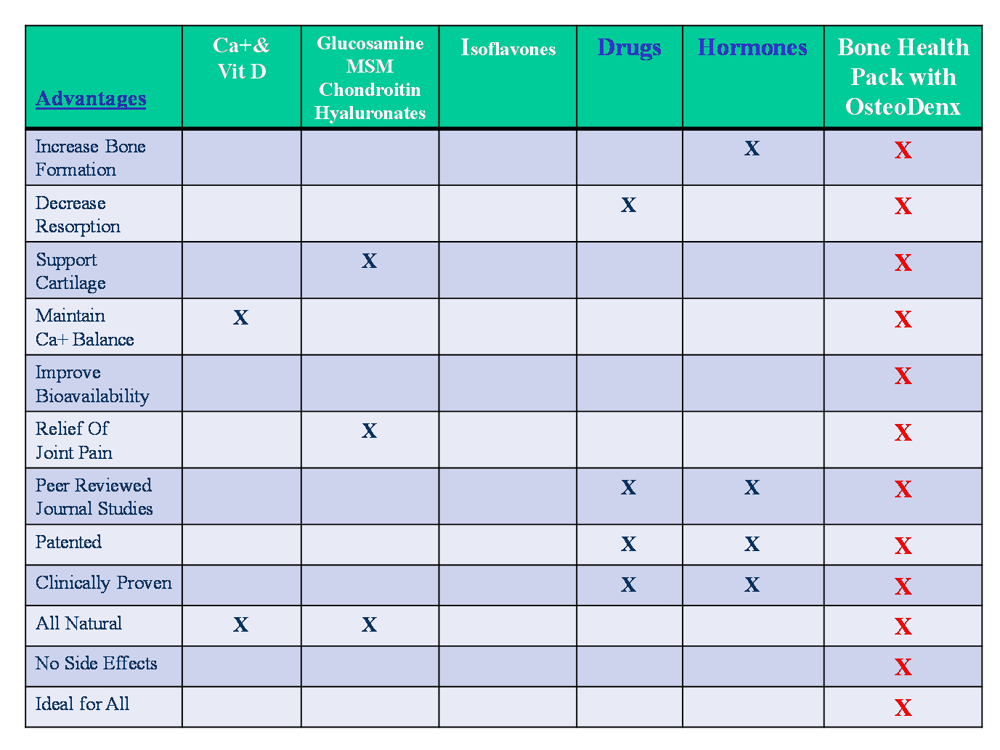 Advantages
Ca+&
Vit D
Glucosamine
MSM
Chondroitin
Hyaluronates
Isoflavones
Drugs
Hormones
Bone Health
Pack with
OsteoDenx
Increase Bone
Formation
X
X
Decrease
Resorption
X
X
Support
Cartilage
X
X
Maintain
Ca+ Balance
X
X
Improve
Bioavailability
X
Relief Of
Joint Pain
X
X
Peer Reviewed
Journal Studies
X
X
X
Patented
X
X
X
Clinically Proven
X
X
X
All Natural
X
X
X
No Side Effects
X
Ideal for All
X